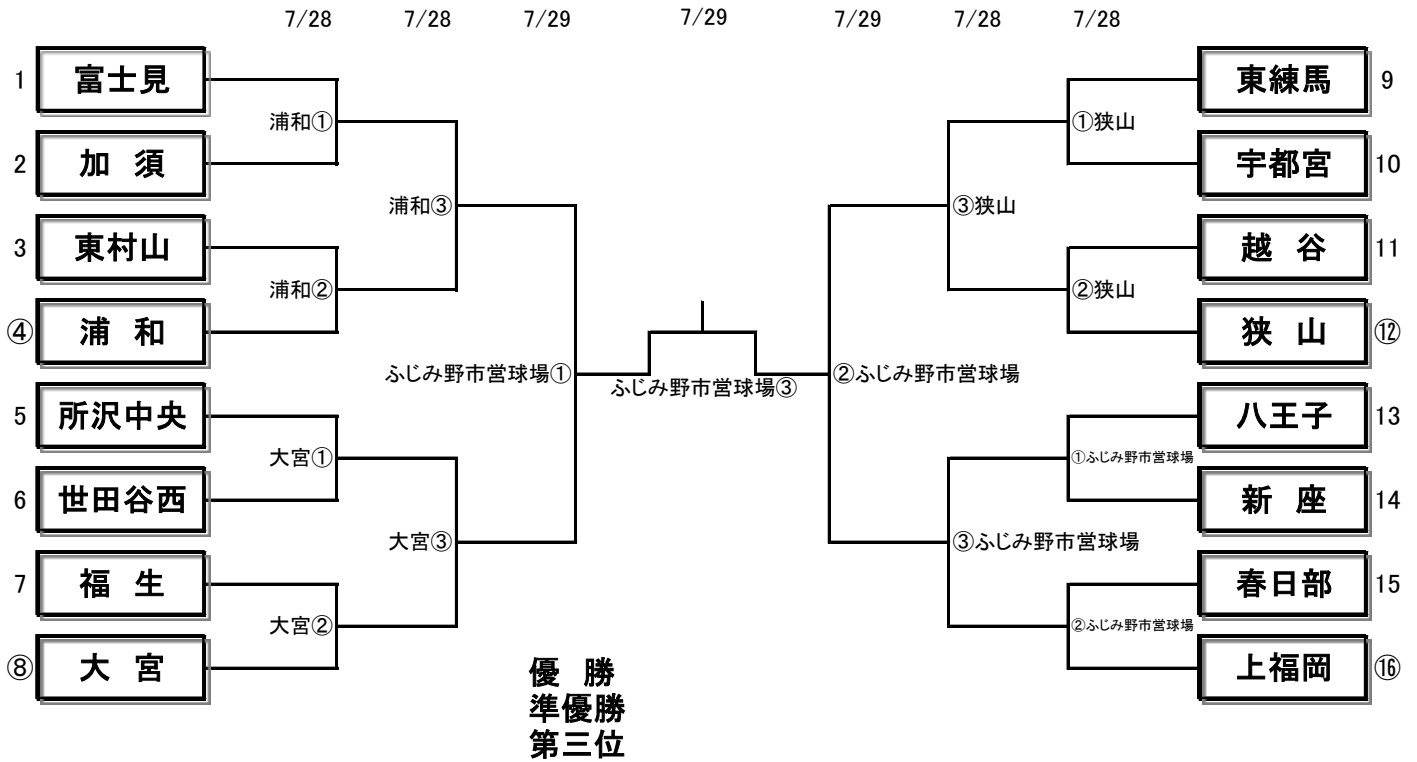 7/28 7/28 7/29 7/29 7/29 7/28 7/28
1 富士見 東練馬 9
浦和① ①狭山
2 加 須 宇都宮 10
浦和③ ③狭山
3 東村山 越 谷 11
浦和② ②狭山
④ 浦 和 狭 山 ⑫
ふじみ野市営球場① ふじみ野市営球場③ ②ふじみ野市営球場
5 所沢中央 八王子 13
大宮① ①ふじみ野市営球場
6 世田谷西 新 座 14
大宮③ ③ふじみ野市営球場
7 福 生 春日部 15
大宮② ②ふじみ野市営球場
⑧ 大 宮 上福岡 ⑯
優 勝
準優勝
第三位